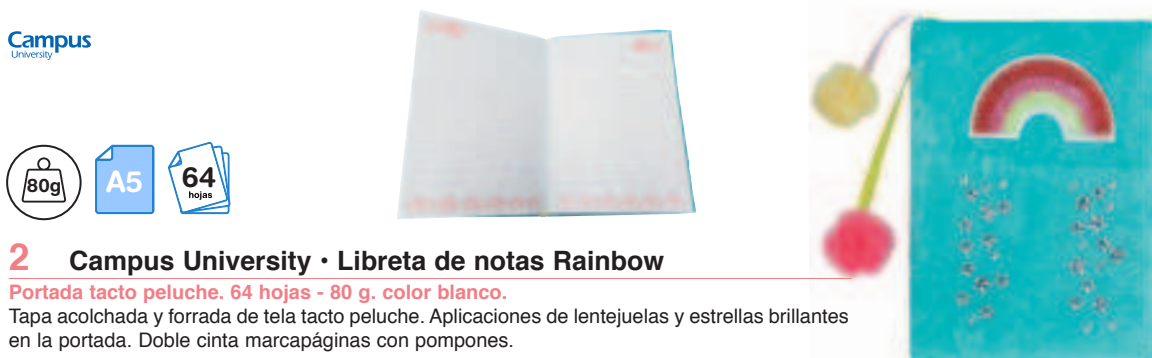 Campus
University
80g
A5
64
hojas
2 Campus University · Libreta de notas Rainbow
Portada tacto peluche. 64 hojas - 80 g. color blanco.
Tapa acolchada y forrada de tela tacto peluche. Aplicaciones de lentejuelas y estrellas brillantes
en la portada. Doble cinta marcapáginas con pompones.